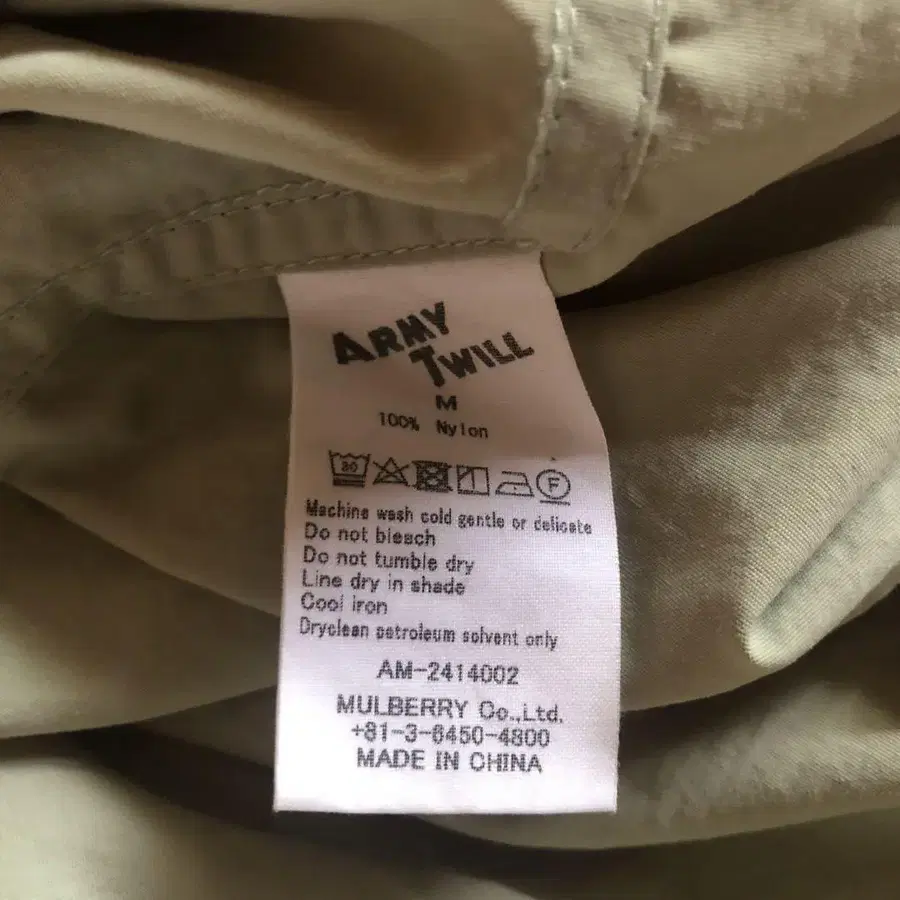 ARMY
TWILL
M
100% Nylon
30 F
Machine wash cold gentle or delicate
Do not bleach
Do not tumble dry
Line dry in shade
Cool iron
Dryclean petroleum solvent only
AM-2414002
MULBERRY Co.,Ltd.
+81-3-6450-4800
MADE IN CHINA